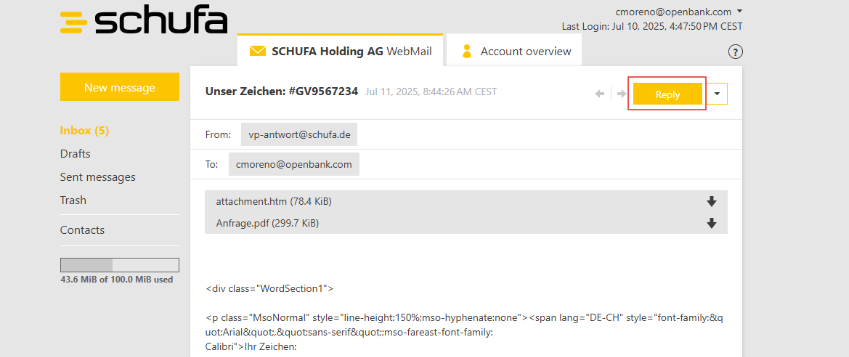 schufa
cmoreno@openbank.com
Last Login: Jul 10, 2025, 4:47:50 PM CEST
SCHUFA Holding AG WebMail
Account overview
?
New message
Unser Zeichen: #GV9567234 Jul 11, 2025, 8:44:26 AM CEST
Reply
Inbox (5)
From: vp-antwort@schufa.de
Drafts
Sent messages
To: cmoreno@openbank.com
Trash
attachment.htm (78.4 KiB)
Anfrage.pdf (299.7 KiB)
Contacts
43.6 MiB of 100.0 MiB used
<div class="WordSection1">
<p class="MsoNormal" style="line-height:150%;mso-hyphenate:none"><span lang="DE-CH" style="font-family:&q
uot;Arial&quot;,&quot;sans-serif&quot;;mso-fareast-font-family:
Calibri">Ihr Zeichen: